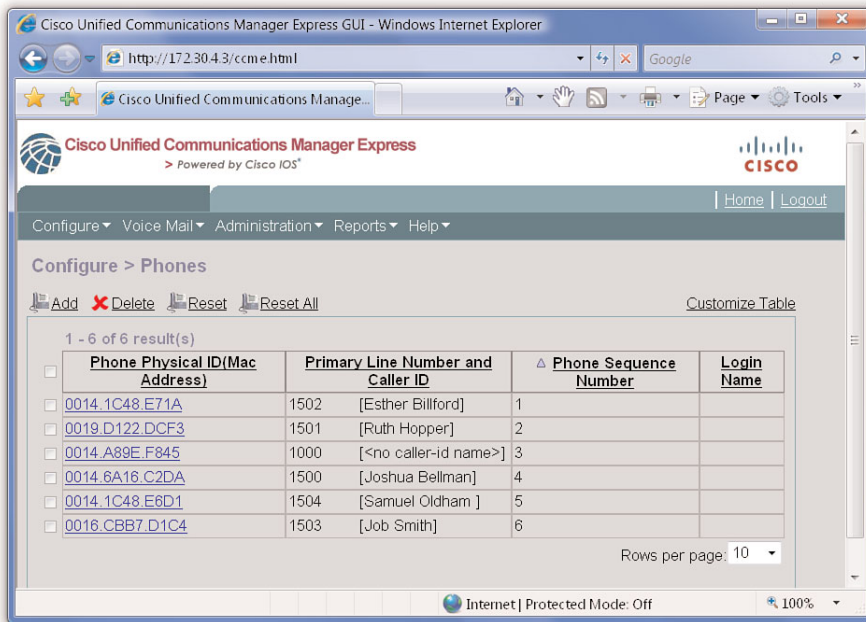 Cisco Unified Communications Manager Express GUI - Windows Internet Explorer
http://172.30.4.3/ccme.html
Google
Cisco Unified Communications Manage...
Page
Tools
Cisco Unified Communications Manager Express
> Powered by Cisco IOS®
CISCO
Home | Logout
Configure Voice Mail Administration Reports Help
Configure > Phones
Add Delete Reset Reset All Customize Table
1 - 6 of 6 result(s)
Phone Physical ID(Mac Address) Primary Line Number and Caller ID Phone Sequence Number Login Name
0014.1C48.E71A 1502 [Esther Billford] 1
0019.D122.DCF3 1501 [Ruth Hopper] 2
0014.A89E.F845 1000 [<no caller-id name>] 3
0014.6A16.C2DA 1500 [Joshua Bellman] 4
0014.1C48.E6D1 1504 [Samuel Oldham ] 5
0016.CBB7.D1C4 1503 [Job Smith] 6
Rows per page: 10
Internet | Protected Mode: Off 100%